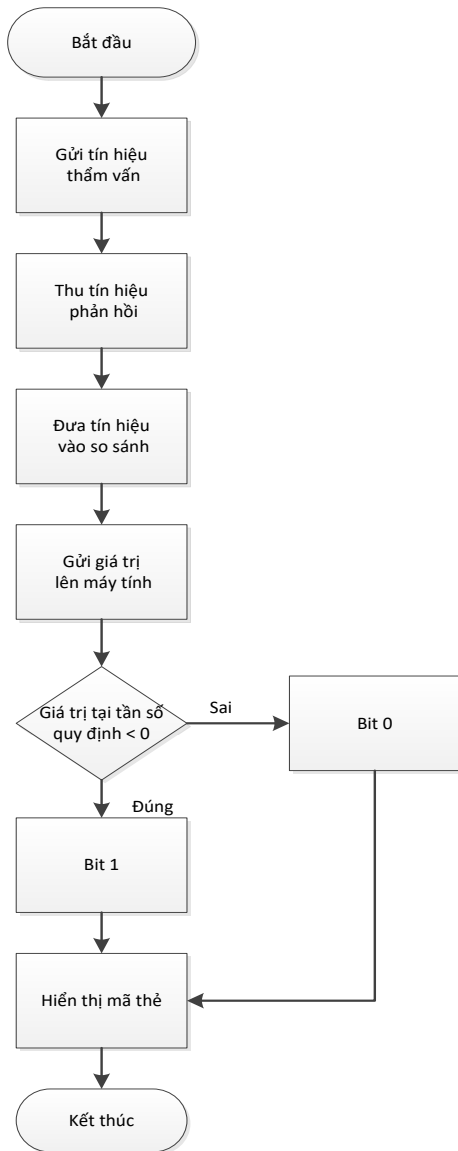 Bắt đầu
Gửi tín hiệu
thẩm vấn
Thu tín hiệu
phản hồi
Đưa tín hiệu
vào so sánh
Gửi giá trị
lên máy tính
Giá trị tại tần số
quy định < 0
Sai
Bit 0
Đúng
Bit 1
Hiển thị mã thẻ
Kết thúc